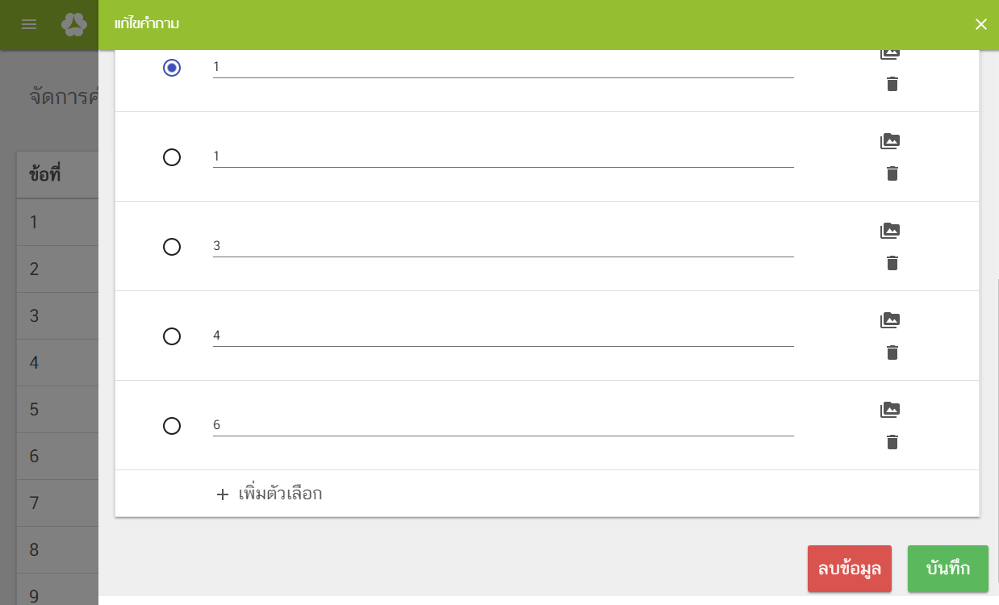 แก้ไขคำถาม
จัดการค
ข้อที่
1
2
3
4
5
6
7
8
9
1
1
3
4
6
+ เพิ่มตัวเลือก
ลบข้อมูล
บันทึก